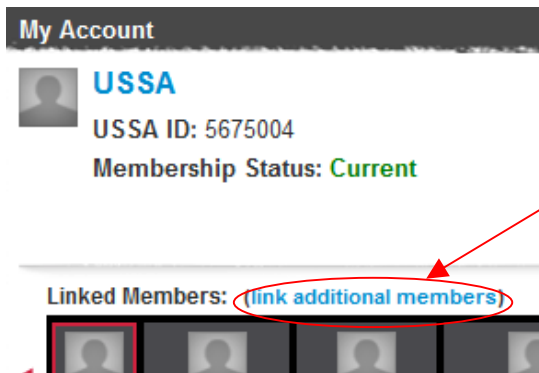 My Account
USSA
USSA ID: 5675004
Membership Status: Current
Linked Members: (link additional members)